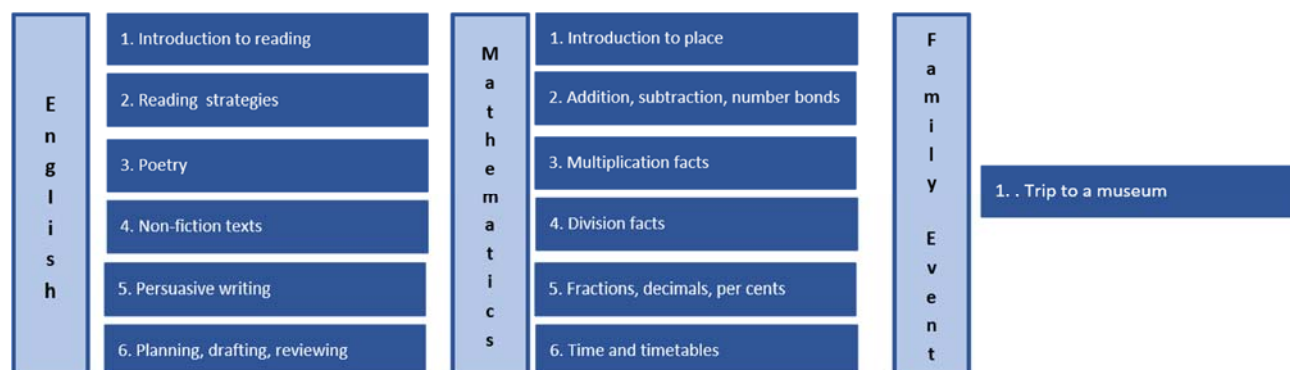 English
1. Introduction to reading
2. Reading strategies
3. Poetry
4. Non-fiction texts
5. Persuasive writing
6. Planning, drafting, reviewing
Mathematics
1. Introduction to place
2. Addition, subtraction, number bonds
3. Multiplication facts
4. Division facts
5. Fractions, decimals, per cents
6. Time and timetables
Family Event
1. . Trip to a museum